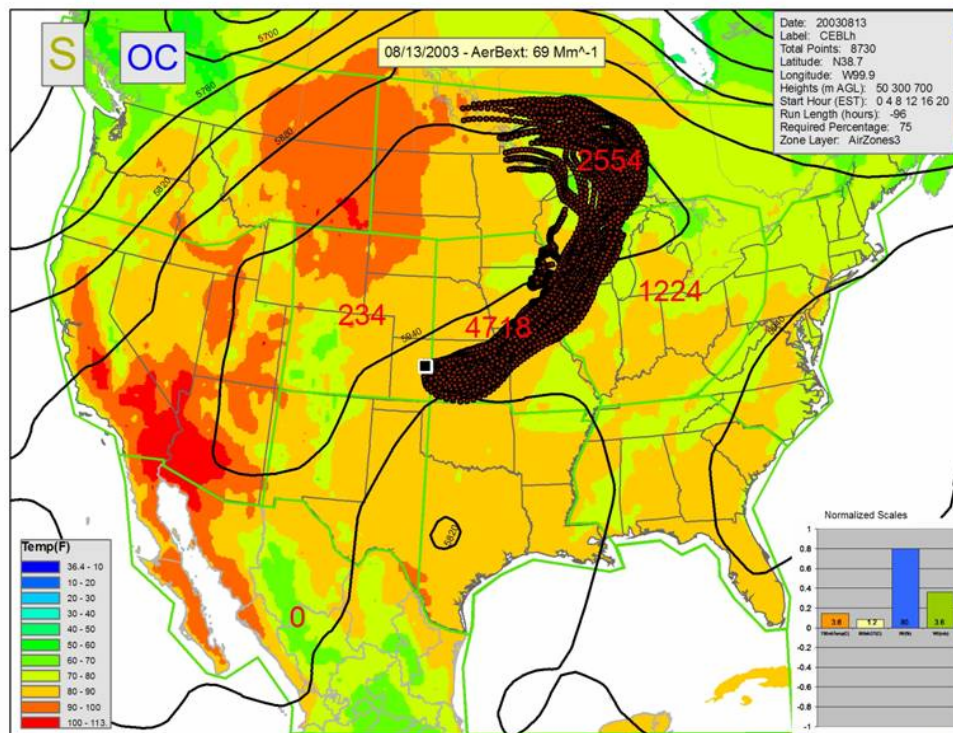 S
OC
08/13/2003 - AerBext: 69 Mm^-1
Date: 20030813
Label: CEBLh
Total Points: 8730
Latitude: N38.7
Longitude: W99.9
Heights (m AGL): 50 300 700
Start Hour (EST): 0 4 8 12 16 20
Run Length (hours): -96
Required Percentage: 75
Zone Layer: AirZones3
5700
5760
5820
2554
1224
234
4718
5840
5820
0
Temp(F)
36.4 - 10
10 - 20
20 - 30
30 - 40
40 - 50
50 - 60
60 - 70
70 - 80
80 - 90
90 - 100
100 - 113.
Normalized Scales
1
0.8
0.6
0.4
0.2
0
-0.2
-0.4
-0.6
-0.8
-1
3.6
1.2
80
3.6